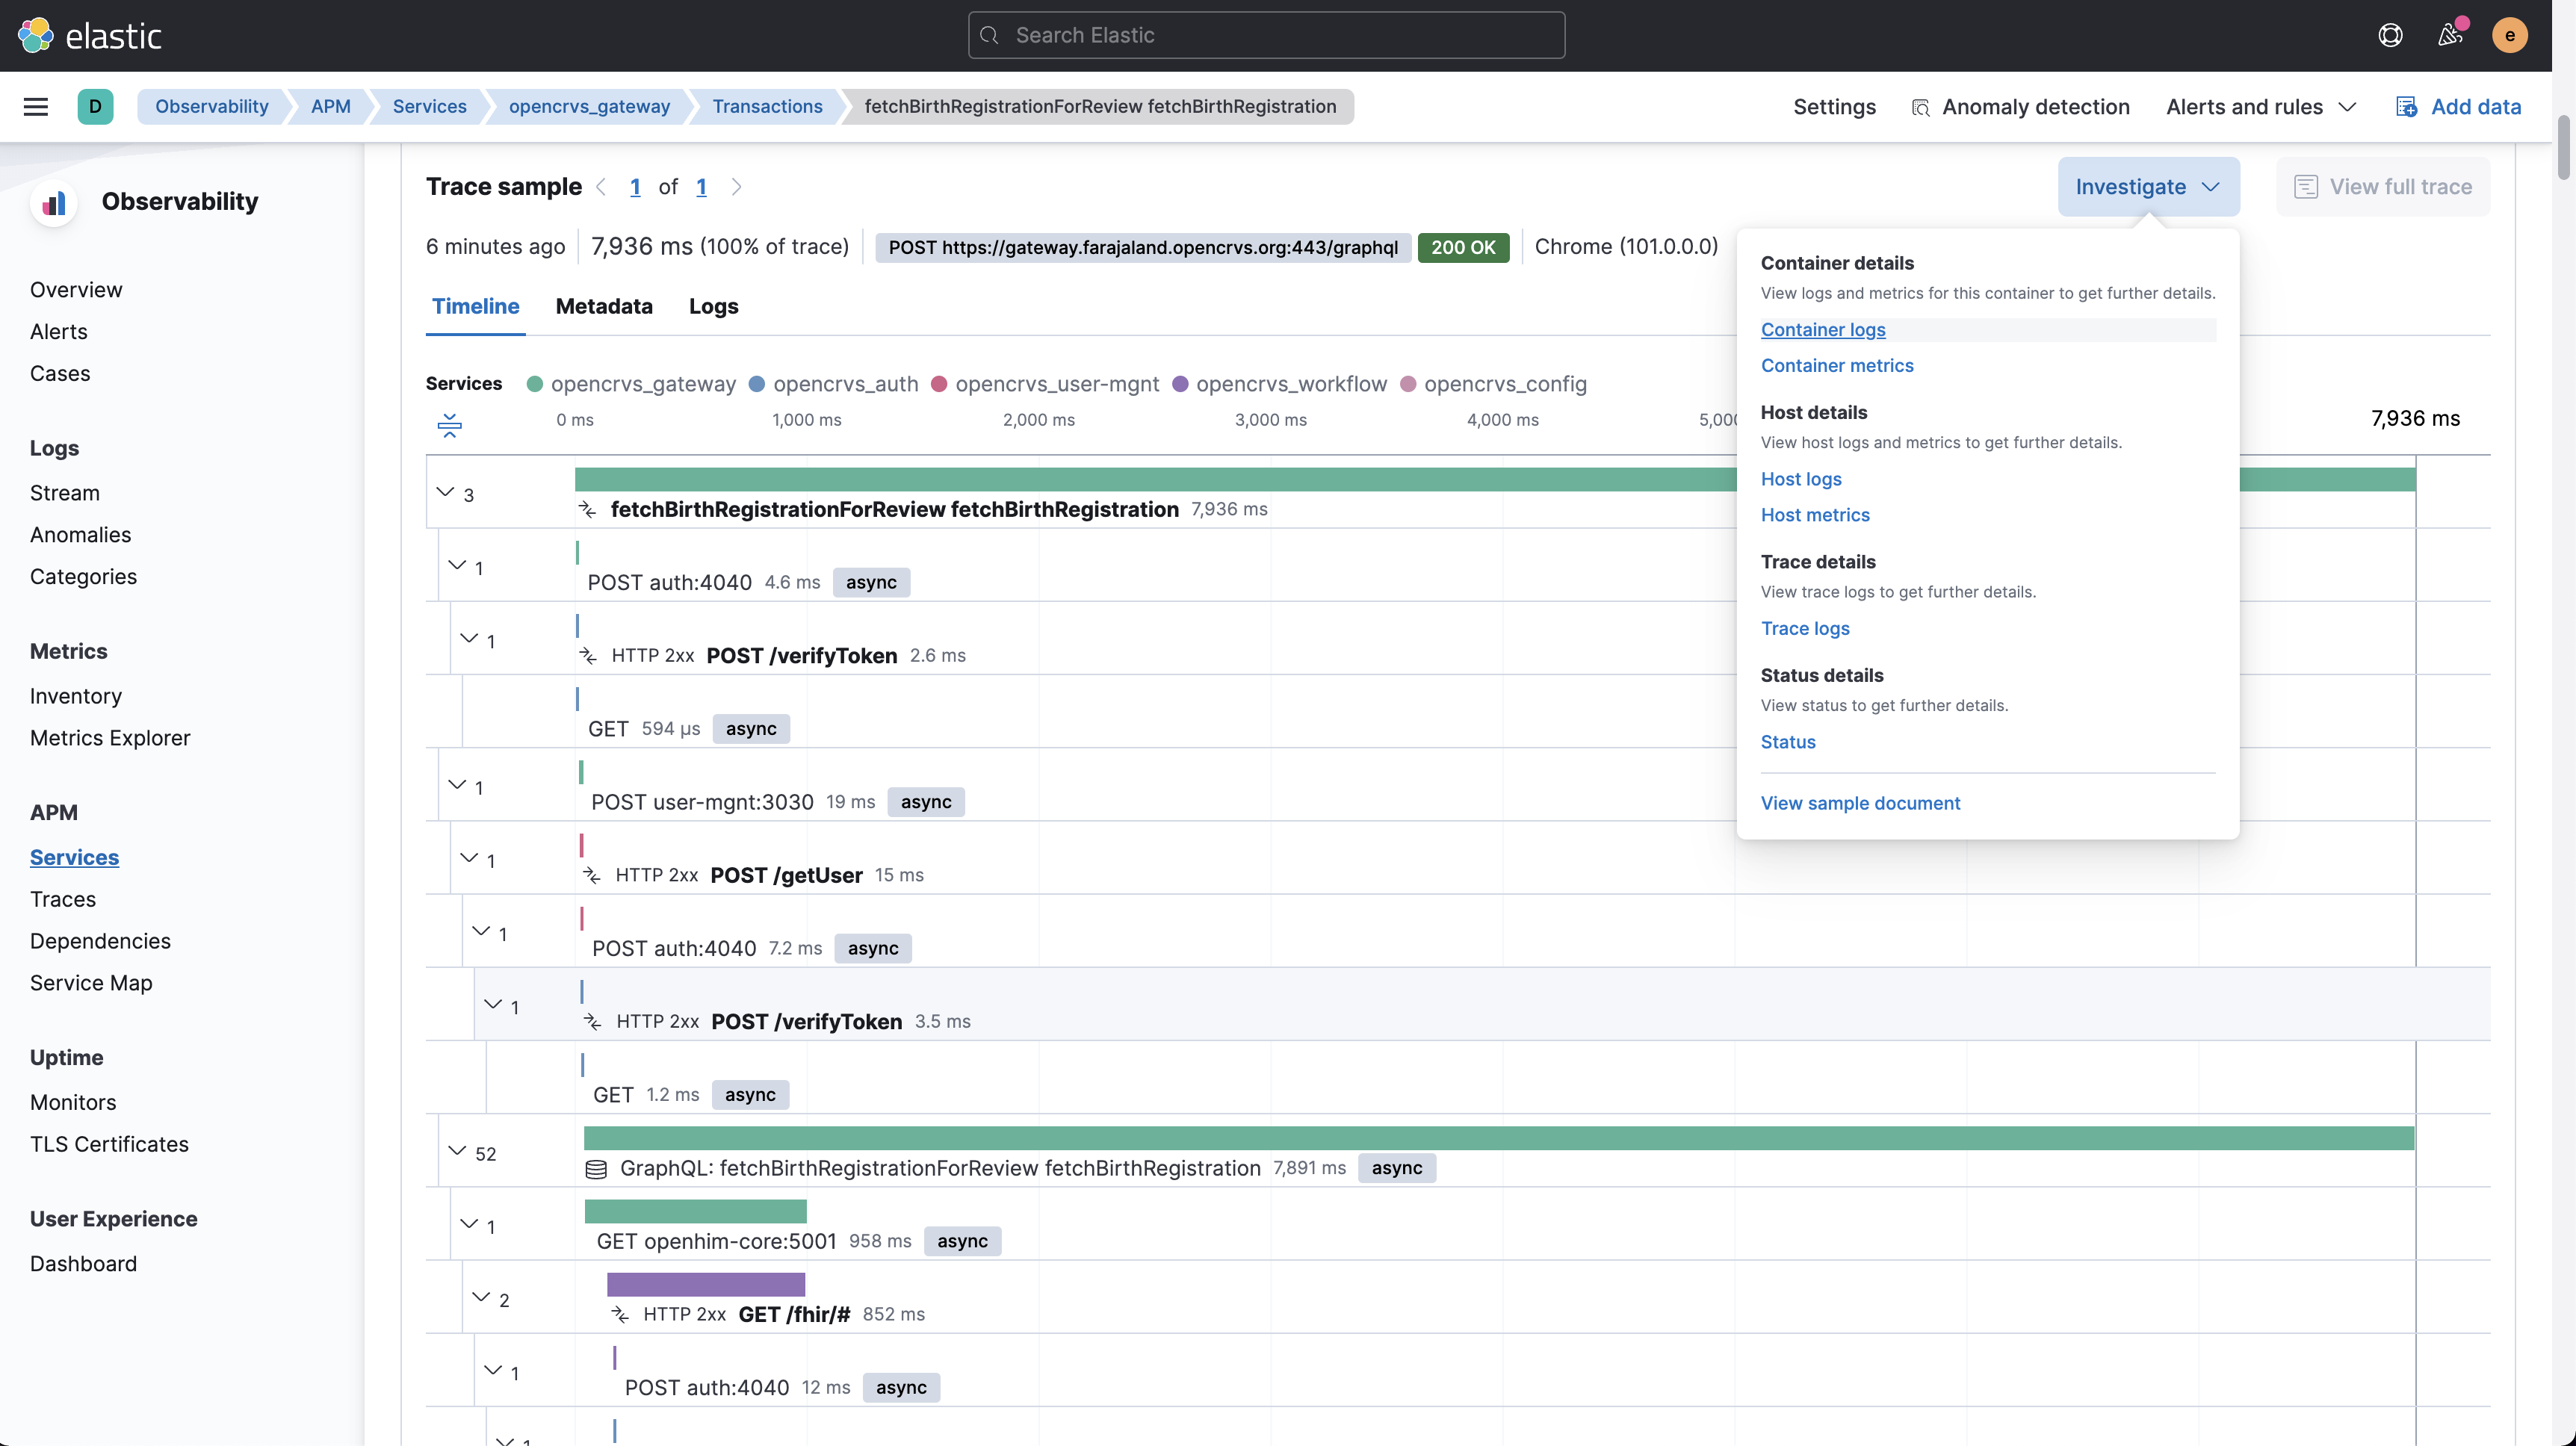 elastic
Search Elastic
e
D
Observability
APM
Services
opencrvs_gateway
Transactions
fetchBirthRegistrationForReview fetchBirthRegistration
Settings
Anomaly detection
Alerts and rules
Add data
Observability
Overview
Alerts
Cases
Logs
Stream
Anomalies
Categories
Metrics
Inventory
Metrics Explorer
APM
Services
Traces
Dependencies
Service Map
Uptime
Monitors
TLS Certificates
User Experience
Dashboard
Trace sample 1 of 1
Investigate
View full trace
6 minutes ago 7,936 ms (100% of trace) POST https://gateway.farajaland.opencrvs.org:443/graphql 200 OK Chrome (101.0.0.0)
Timeline Metadata Logs
Services opencrvs_gateway opencrvs_auth opencrvs_user-mgnt opencrvs_workflow opencrvs_config
0 ms 1,000 ms 2,000 ms 3,000 ms 4,000 ms 7,936 ms
3
fetchBirthRegistrationForReview fetchBirthRegistration 7,936 ms
1
POST auth:4040 4.6 ms async
1
HTTP 2xx POST /verifyToken 2.6 ms
GET 594 μs async
1
POST user-mgnt:3030 19 ms async
1
HTTP 2xx POST /getUser 15 ms
1
POST auth:4040 7.2 ms async
1
HTTP 2xx POST /verifyToken 3.5 ms
GET 1.2 ms async
52
GraphQL: fetchBirthRegistrationForReview fetchBirthRegistration 7,891 ms async
1
GET openhim-core:5001 958 ms async
2
HTTP 2xx GET /fhir/# 852 ms
1
POST auth:4040 12 ms async
1
Container details
View logs and metrics for this container to get further details.
Container logs
Container metrics
Host details
View host logs and metrics to get further details.
Host logs
Host metrics
Trace details
View trace logs to get further details.
Trace logs
Status details
View status to get further details.
Status
View sample document